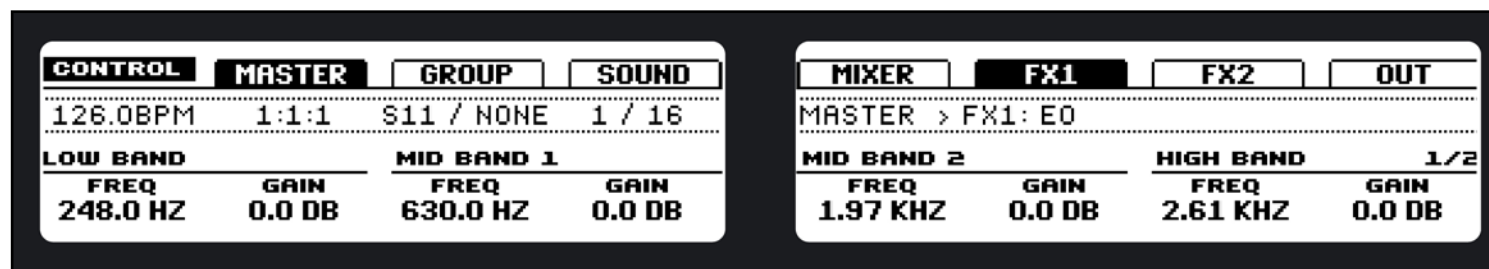 CONTROL MASTER GROUP SOUND
126.0BPM 1:1:1 S11 / NONE 1 / 16
LOW BAND MID BAND 1
FREQ GAIN FREQ GAIN
248.0 HZ 0.0 DB 630.0 HZ 0.0 DB
MIXER FX1 FX2 OUT
MASTER > FX1: EQ
MID BAND 2 HIGH BAND 1/2
FREQ GAIN FREQ GAIN
1.97 KHZ 0.0 DB 2.61 KHZ 0.0 DB